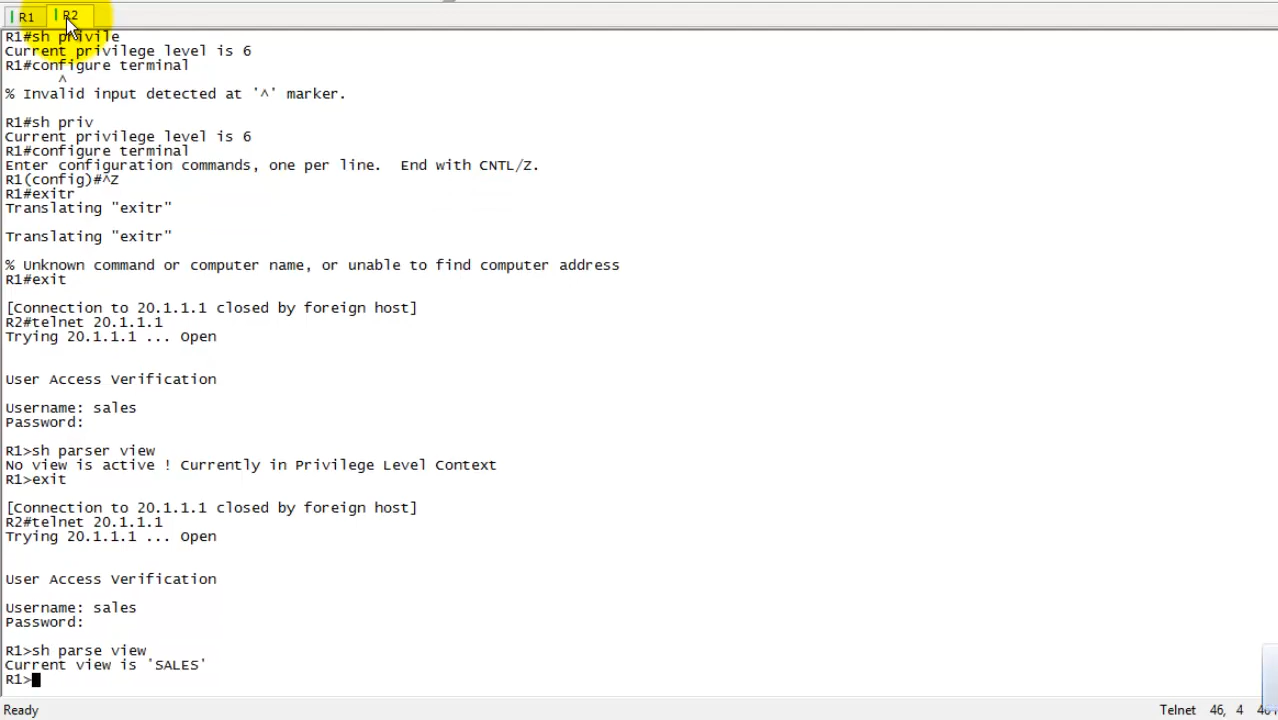 R1
R2
R1#sh privile
Current privilege level is 6
R1#configure terminal
^
% Invalid input detected at '^' marker.
R1#sh priv
Current privilege level is 6
R1#configure terminal
Enter configuration commands, one per line.  End with CNTL/Z.
R1(config)#^Z
R1#exitr
Translating "exitr"
Translating "exitr"
% Unknown command or computer name, or unable to find computer address
R1#exit
[Connection to 20.1.1.1 closed by foreign host]
R2#telnet 20.1.1.1
Trying 20.1.1.1 ... Open
User Access Verification
Username: sales
Password:
R1>sh parser view
No view is active ! Currently in Privilege Level Context
R1>exit
[Connection to 20.1.1.1 closed by foreign host]
R2#telnet 20.1.1.1
Trying 20.1.1.1 ... Open
User Access Verification
Username: sales
Password:
R1>sh parse view
Current view is 'SALES'
R1>
Ready
Telnet
46, 4